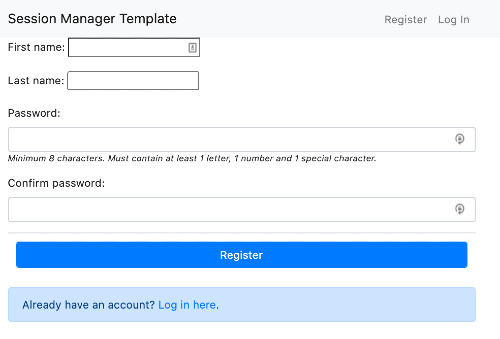 Session Manager Template Register Log In
First name:
Last name:
Password:
Minimum 8 characters. Must contain at least 1 letter, 1 number and 1 special character.
Confirm password:
Register
Already have an account? Log in here.